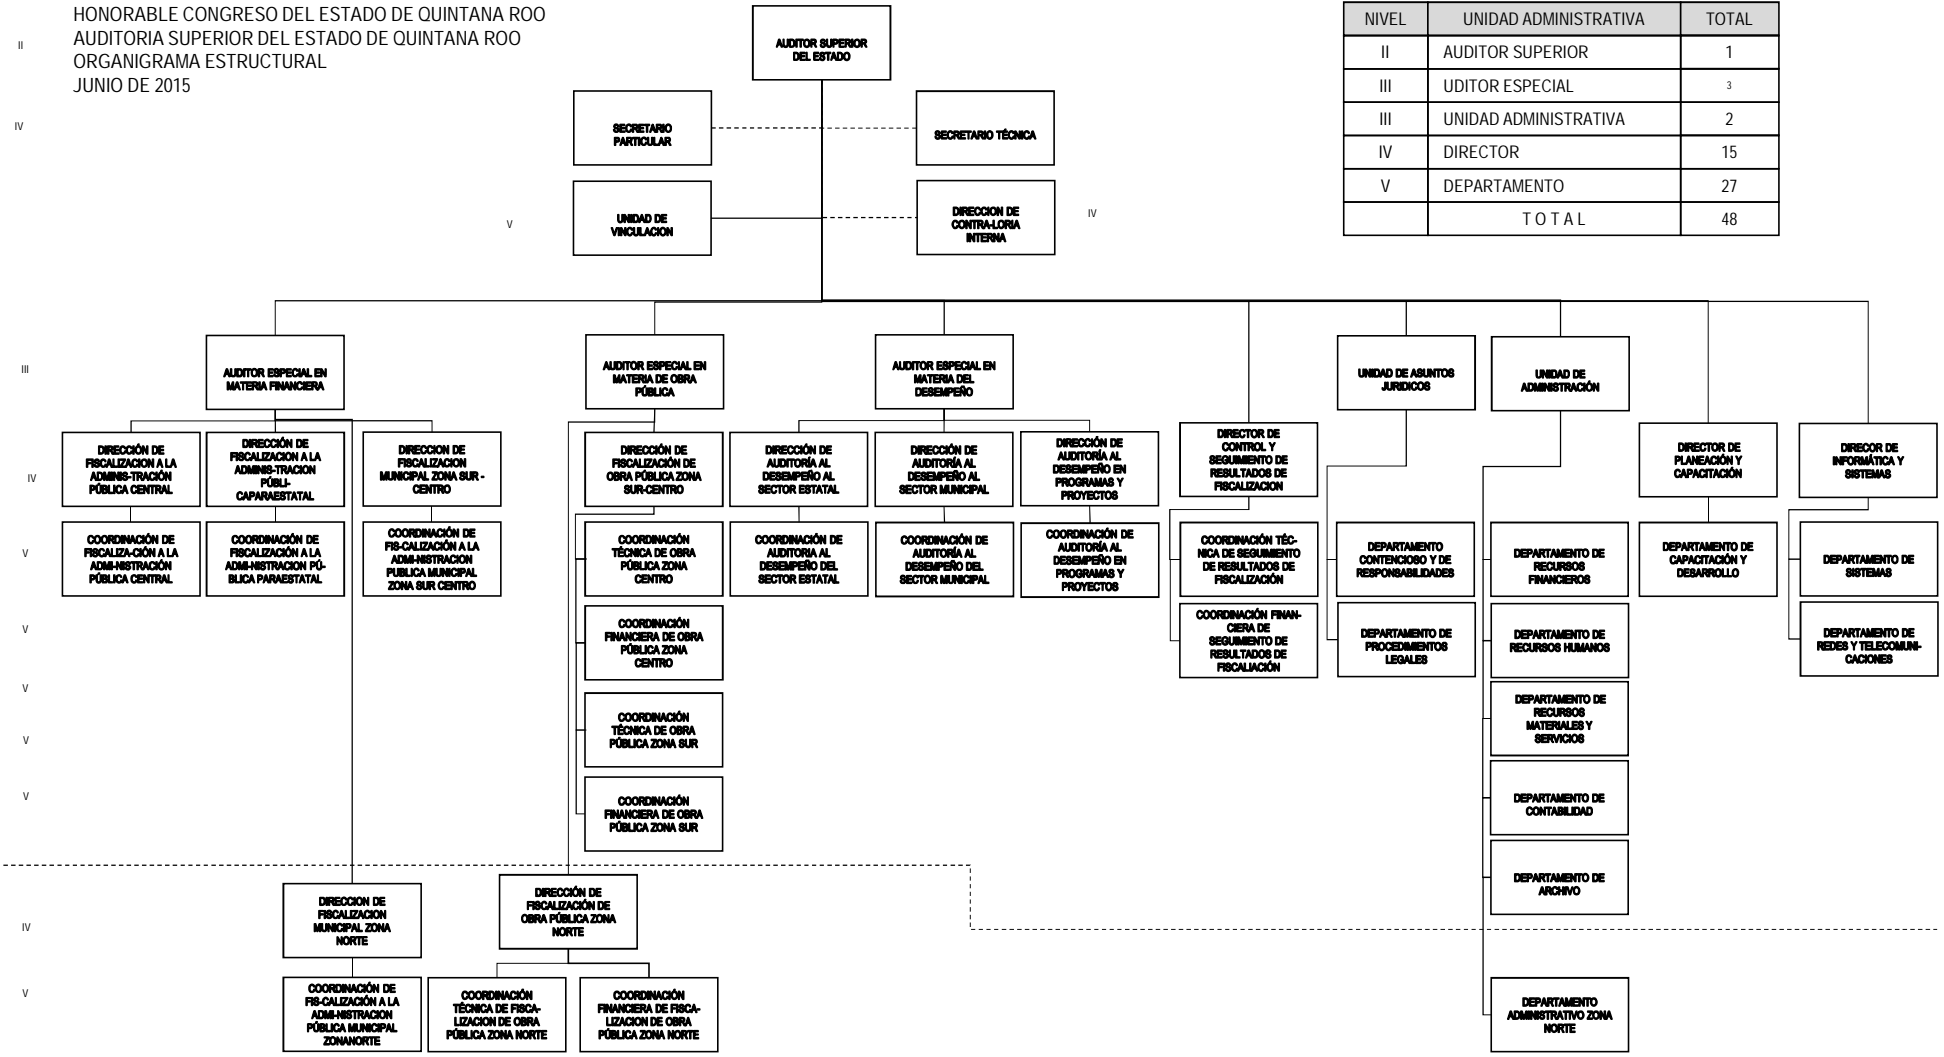 HONORABLE CONGRESO DEL ESTADO DE QUINTANA ROO
AUDITORIA SUPERIOR DEL ESTADO DE QUINTANA ROO
ORGANIGRAMA ESTRUCTURAL
JUNIO DE 2015
II
AUDITOR SUPERIOR
DEL ESTADO
NIVEL UNIDAD ADMINISTRATIVA TOTAL
II AUDITOR SUPERIOR 1
III UDITOR ESPECIAL 3
III UNIDAD ADMINISTRATIVA 2
IV DIRECTOR 15
V DEPARTAMENTO 27
T O T A L 48
IV
SECRETARIO
PARTICULAR
SECRETARIO TÉCNICA
V
UNIDAD DE
VINCULACION
DIRECCION DE
CONTRA-LORIA
INTERNA
IV
III
AUDITOR ESPECIAL EN
MATERIA FINANCIERA
AUDITOR ESPECIAL EN
MATERIA DE OBRA
PÚBLICA
AUDITOR ESPECIAL EN
MATERIA DEL
DESEMPEÑO
UNIDAD DE ASUNTOS
JURIDICOS
UNIDAD DE
ADMINISTRACIÓN
IV
DIRECCIÓN DE
FISCALIZACION A LA
ADMINIS-TRACIÓN
PÚBLICA CENTRAL
DIRECCIÓN DE
FISCALIZACION A LA
ADMINIS-TRACION
PÚBLI-
CAPARAESTATAL
DIRECCION DE
FISCALIZACION
MUNICIPAL ZONA SUR -
CENTRO
DIRECCIÓN DE
FISCALIZACIÓN DE
OBRA PÚBLICA ZONA
SUR-CENTRO
DIRECCIÓN DE
AUDITORÍA AL
DESEMPEÑO AL
SECTOR ESTATAL
DIRECCIÓN DE
AUDITORÍA AL
DESEMPEÑO AL
SECTOR MUNICIPAL
DIRECCIÓN DE
AUDITORÍA AL
DESEMPEÑO EN
PROGRAMAS Y
PROYECTOS
DIRECTOR DE
CONTROL Y
SEGUIMIENTO DE
RESULTADOS DE
FISCALIZACION
DIRECTOR DE
PLANEACIÓN Y
CAPACITACIÓN
DIRECOR DE
INFORMÁTICA Y
SISTEMAS
V
COORDINACIÓN DE
FISCALIZA-CIÓN A LA
ADMI-NISTRACIÓN
PÚBLICA CENTRAL
COORDINACIÓN DE
FISCALIZACIÓN A LA
ADMI-NISTRACION PÚ-
BLICA PARAESTATAL
COORDINACIÓN DE
FIS-CALIZACIÓN A LA
ADMI-NISTRACION
PUBLICA MUNICIPAL
ZONA SUR CENTRO
COORDINACIÓN
TÉCNICA DE OBRA
PÚBLICA ZONA
CENTRO
COORDINACIÓN DE
AUDITORIA AL
DESEMPEÑO DEL
SECTOR ESTATAL
COORDINACIÓN DE
AUDITORÍA AL
DESEMPEÑO DEL
SECTOR MUNICIPAL
COORDINACIÓN DE
AUDITORÍA AL
DESEMPEÑO EN
PROGRAMAS Y
PROYECTOS
COORDINACIÓN TÉC-
NICA DE SEGUIMIENTO
DE RESULTADOS DE
FISCALIZACIÓN
DEPARTAMENTO
CONTENCIOSO Y DE
RESPONSABILIDADES
DEPARTAMENTO DE
RECURSOS
FINANCIEROS
DEPARTAMENTO DE
CAPACITACIÓN Y
DESARROLLO
DEPARTAMENTO DE
SISTEMAS
V
COORDINACIÓN
FINANCIERA DE OBRA
PÚBLICA ZONA
CENTRO
COORDINACIÓN FINAN-
CIERA DE
SEGUIMIENTO DE
RESULTADOS DE
FISCALIACIÓN
DEPARTAMENTO DE
PROCEDIMIENTOS
LEGALES
DEPARTAMENTO DE
RECURSOS HUMANOS
DEPARTAMENTO DE
REDES Y TELECOMUNI-
CACIONES
V
V
COORDINACIÓN
TÉCNICA DE OBRA
PÚBLICA ZONA SUR
DEPARTAMENTO DE
RECURSOS
MATERIALES Y
SERVICIOS
V
COORDINACIÓN
FINANCIERA DE OBRA
PÚBLICA ZONA SUR
DEPARTAMENTO DE
CONTABILIDAD
DEPARTAMENTO DE
ARCHIVO
IV
DIRECCION DE
FISCALIZACION
MUNICIPAL ZONA
NORTE
DIRECCIÓN DE
FISCALIZACIÓN DE
OBRA PÚBLICA ZONA
NORTE
V
COORDINACIÓN DE
FIS-CALIZACIÓN A LA
ADMI-NISTRACION
PÚBLICA MUNICIPAL
ZONANORTE
COORDINACIÓN
TÉCNICA DE FISCA-
LIZACION DE OBRA
PÚBLICA ZONA NORTE
COORDINACIÓN
FINANCIERA DE FISCA-
LIZACION DE OBRA
PÚBLICA ZONA NORTE
DEPARTAMENTO
ADMINISTRATIVO ZONA
NORTE